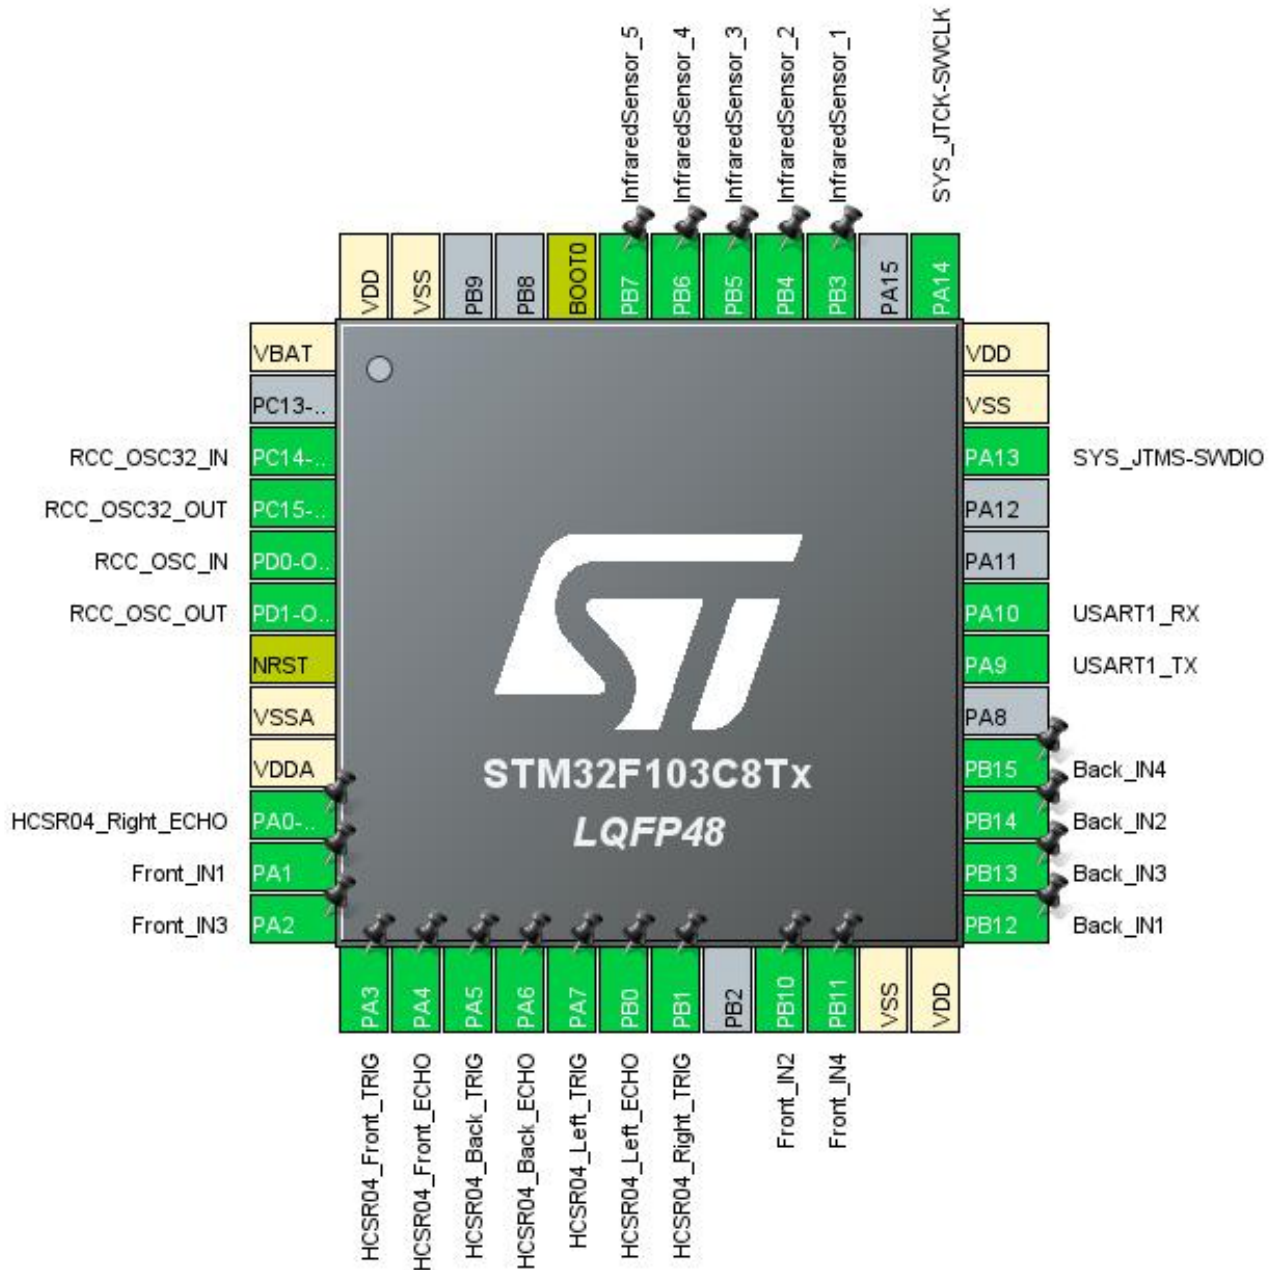 InfraredSensor_5
InfraredSensor_4
InfraredSensor_3
InfraredSensor_2
InfraredSensor_1
SYS_JTCK-SWCLK
VDD
VSS
PB9
PB8
BOOT0
PB7
PB6
PB5
PB4
PB3
PA15
PA14
VBAT
PC13-..
RCC_OSC32_IN PC14-..
RCC_OSC32_OUT PC15-..
RCC_OSC_IN PD0-O..
RCC_OSC_OUT PD1-O..
NRST
VSSA
VDDA
HCSR04_Right_ECHO PA0-..
Front_IN1 PA1
Front_IN3 PA2
ST
STM32F103C8Tx
LQFP48
VDD
VSS
PA13 SYS_JTMS-SWDIO
PA12
PA11
PA10 USART1_RX
PA9 USART1_TX
PA8
PB15 Back_IN4
PB14 Back_IN2
PB13 Back_IN3
PB12 Back_IN1
PA3
PA4
PA5
PA6
PA7
PB0
PB1
PB2
PB10
PB11
VSS
VDD
HCSR04_Front_TRIG
HCSR04_Front_ECHO
HCSR04_Back_TRIG
HCSR04_Back_ECHO
HCSR04_Left_TRIG
HCSR04_Left_ECHO
HCSR04_Right_TRIG
Front_IN2
Front_IN4